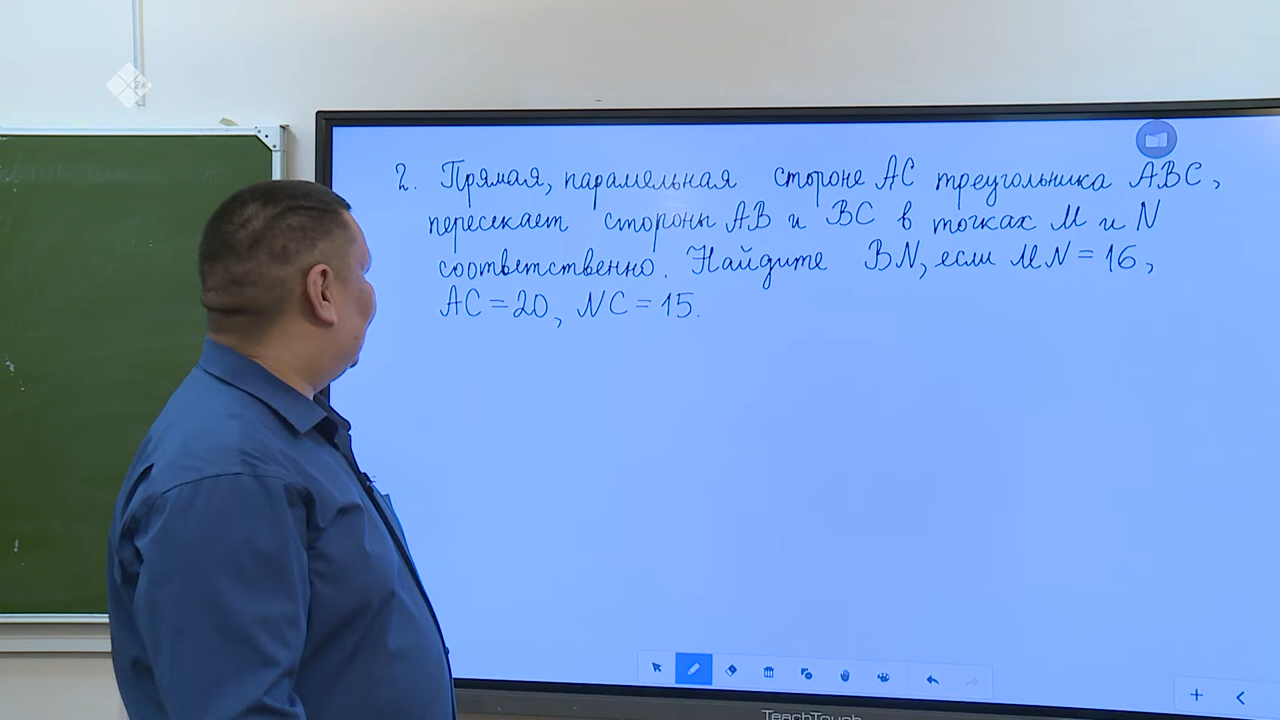 2. Прямая, параллельная стороне AC треугольника ABC,
пересекает стороны AB и BC в точках M и N
соответственно. Найдите BN, если MN = 16,
AC = 20, NC = 15.
TeachTouch